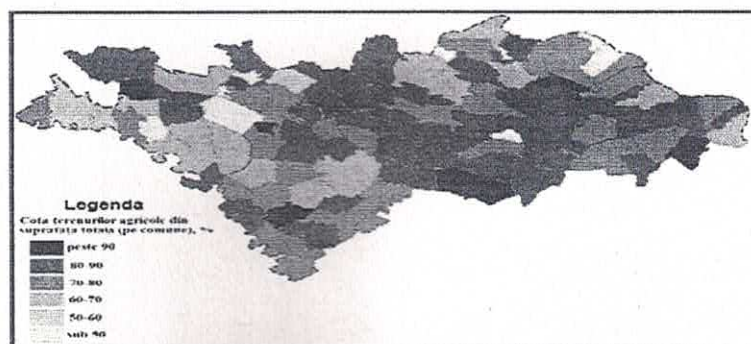 Legenda
Cota terenurilor agricole din
suprafata totala (pe comune), %
peste 90
80-90
70-80
60-70
50-60
sub 50